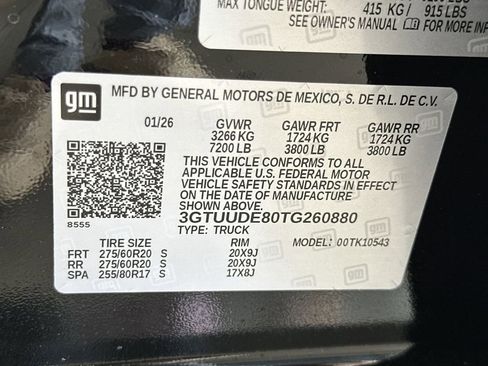 MAX TONGUE WEIGHT: 415 KG / 915 LBS
SEE OWNER'S MANUAL FOR MORE INFO
gm
MFD BY GENERAL MOTORS DE MEXICO, S. DE R.L. DE C.V.
01/26 GVWR GAWR FRT GAWR RR
3266 KG 1724 KG 1724 KG
7200 LB 3800 LB 3800 LB
THIS VEHICLE CONFORMS TO ALL
APPLICABLE U.S. FEDERAL MOTOR
VEHICLE STANDARDS IN EFFECT
ON THE DATE OF MANUFACTURE
SHOWN ABOVE
8555
3GTUUDE80TG260880
TYPE: TRUCK
TIRE SIZE RIM MODEL: 00TK10543
FRT 275/60R20 S 20X9J
RR 275/60R20 S 20X9J
SPA 255/80R17 S 17X8J